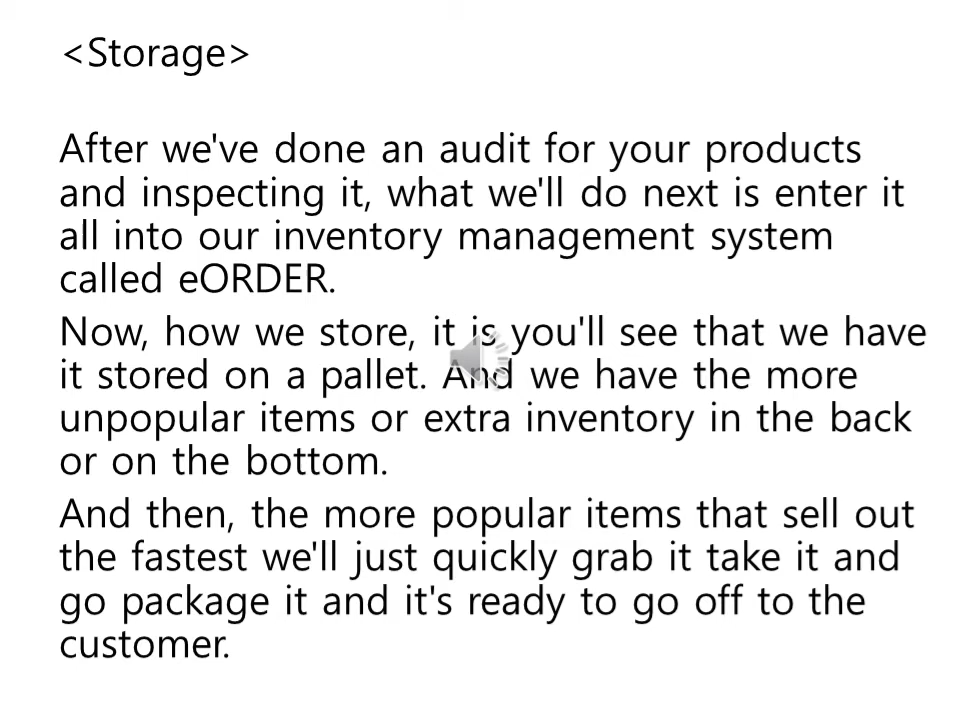 <Storage>
After we've done an audit for your products
and inspecting it, what we'll do next is enter it
all into our inventory management system
called eORDER.
Now, how we store, it is you'll see that we have
it stored on a pallet. And we have the more
unpopular items or extra inventory in the back
or on the bottom.
And then, the more popular items that sell out
the fastest we'll just quickly grab it take it and
go package it and it's ready to go off to the
customer.